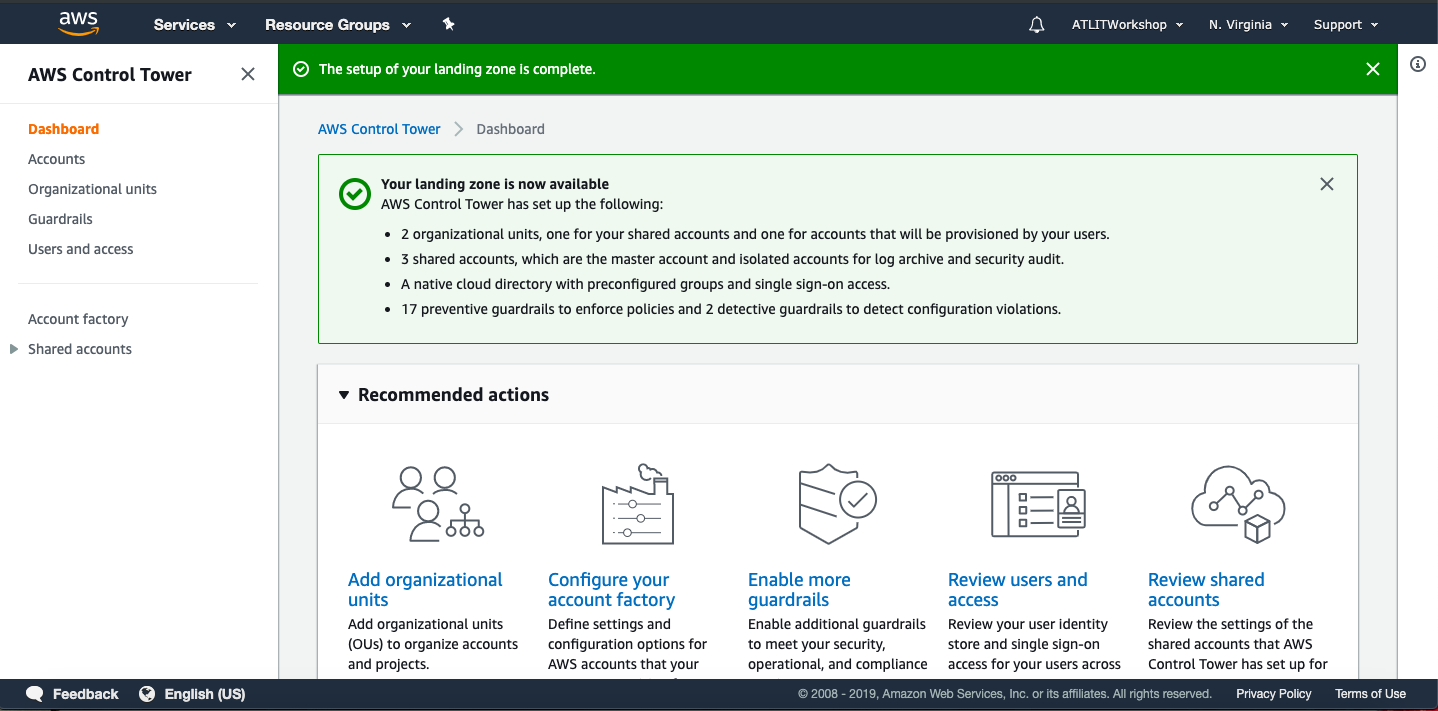 aws Services Resource Groups ATLITWorkshop N. Virginia Support
AWS Control Tower
Dashboard
Accounts
Organizational units
Guardrails
Users and access
Account factory
Shared accounts
The setup of your landing zone is complete.
AWS Control Tower Dashboard
Your landing zone is now available
AWS Control Tower has set up the following:
2 organizational units, one for your shared accounts and one for accounts that will be provisioned by your users.
3 shared accounts, which are the master account and isolated accounts for log archive and security audit.
A native cloud directory with preconfigured groups and single sign-on access.
17 preventive guardrails to enforce policies and 2 detective guardrails to detect configuration violations.
Recommended actions
Add organizational
units
Add organizational units
(OUs) to organize accounts
and projects.
Configure your
account factory
Define settings and
configuration options for
AWS accounts that your
Enable more
guardrails
Enable additional guardrails
to meet your security,
operational, and compliance
Review users and
access
Review your user identity
store and single sign-on
access for your users across
Review shared
accounts
Review the settings of the
shared accounts that AWS
Control Tower has set up for
Feedback English (US) © 2008 - 2019, Amazon Web Services, Inc. or its affiliates. All rights reserved. Privacy Policy Terms of Use